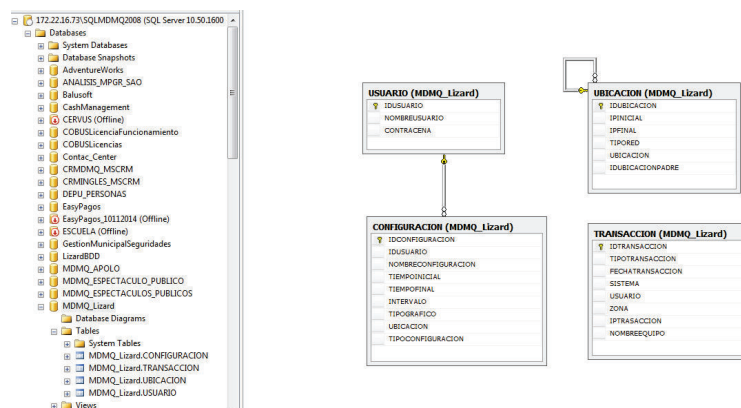 172.22.16.73\SQLMDMQ2008 (SQL Server 10.50.1600
Databases
System Databases
Database Snapshots
AdventureWorks
ANALISIS_MPGR_SAO
Balusoft
CashManagement
CERVUS (Offline)
COBUSLicenciaFuncionamiento
COBUSLicencias
Contac_Center
CRMDMQ_MSCRM
CRMINGLES_MSCRM
DEPU_PERSONAS
EasyPagos
EasyPagos_10112014 (Offline)
ESCUELA (Offline)
GestionMunicipalSeguridades
LizardBDD
MDMQ_APOLO
MDMQ_ESPECTACULO_PUBLICO
MDMQ_ESPECTACULOS_PUBLICOS
MDMQ_Lizard
Database Diagrams
Tables
System Tables
MDMQ_Lizard.CONFIGURACION
MDMQ_Lizard.TRANSACCION
MDMQ_Lizard.UBICACION
MDMQ_Lizard.USUARIO
Views
USUARIO (MDMQ_Lizard)
IDUSUARIO
NOMBREUSUARIO
CONTRACENA
CONFIGURACION (MDMQ_Lizard)
IDCONFIGURACION
IDUSUARIO
NOMBRECONFIGURACION
TIEMPOINICIAL
TIEMPOFINAL
INTERVALO
TIPOGRAFICO
UBICACION
TIPOCONFIGURACION
UBICACION (MDMQ_Lizard)
IDUBICACION
IPINICIAL
IPFINAL
TIPORED
UBICACION
IDUBICACIONPADRE
TRANSACCION (MDMQ_Lizard)
IDTRANSACCION
TIPOTRANSACCION
FECHATRANSACCION
SISTEMA
USUARIO
ZONA
IPTRASACCION
NOMBREEQUIPO